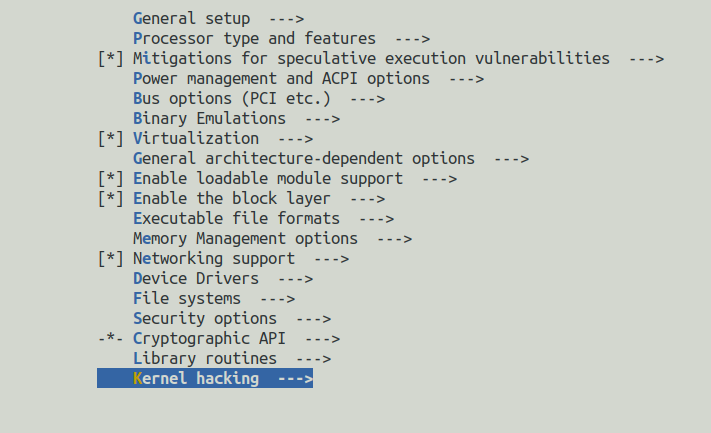 General setup  --->
Processor type and features  --->
[*] Mitigations for speculative execution vulnerabilities  --->
Power management and ACPI options  --->
Bus options (PCI etc.)  --->
Binary Emulations  --->
[*] Virtualization  --->
General architecture-dependent options  --->
[*] Enable loadable module support  --->
[*] Enable the block layer  --->
Executable file formats  --->
Memory Management options  --->
[*] Networking support  --->
Device Drivers  --->
File systems  --->
Security options  --->
-*- Cryptographic API  --->
Library routines  --->
Kernel hacking  --->